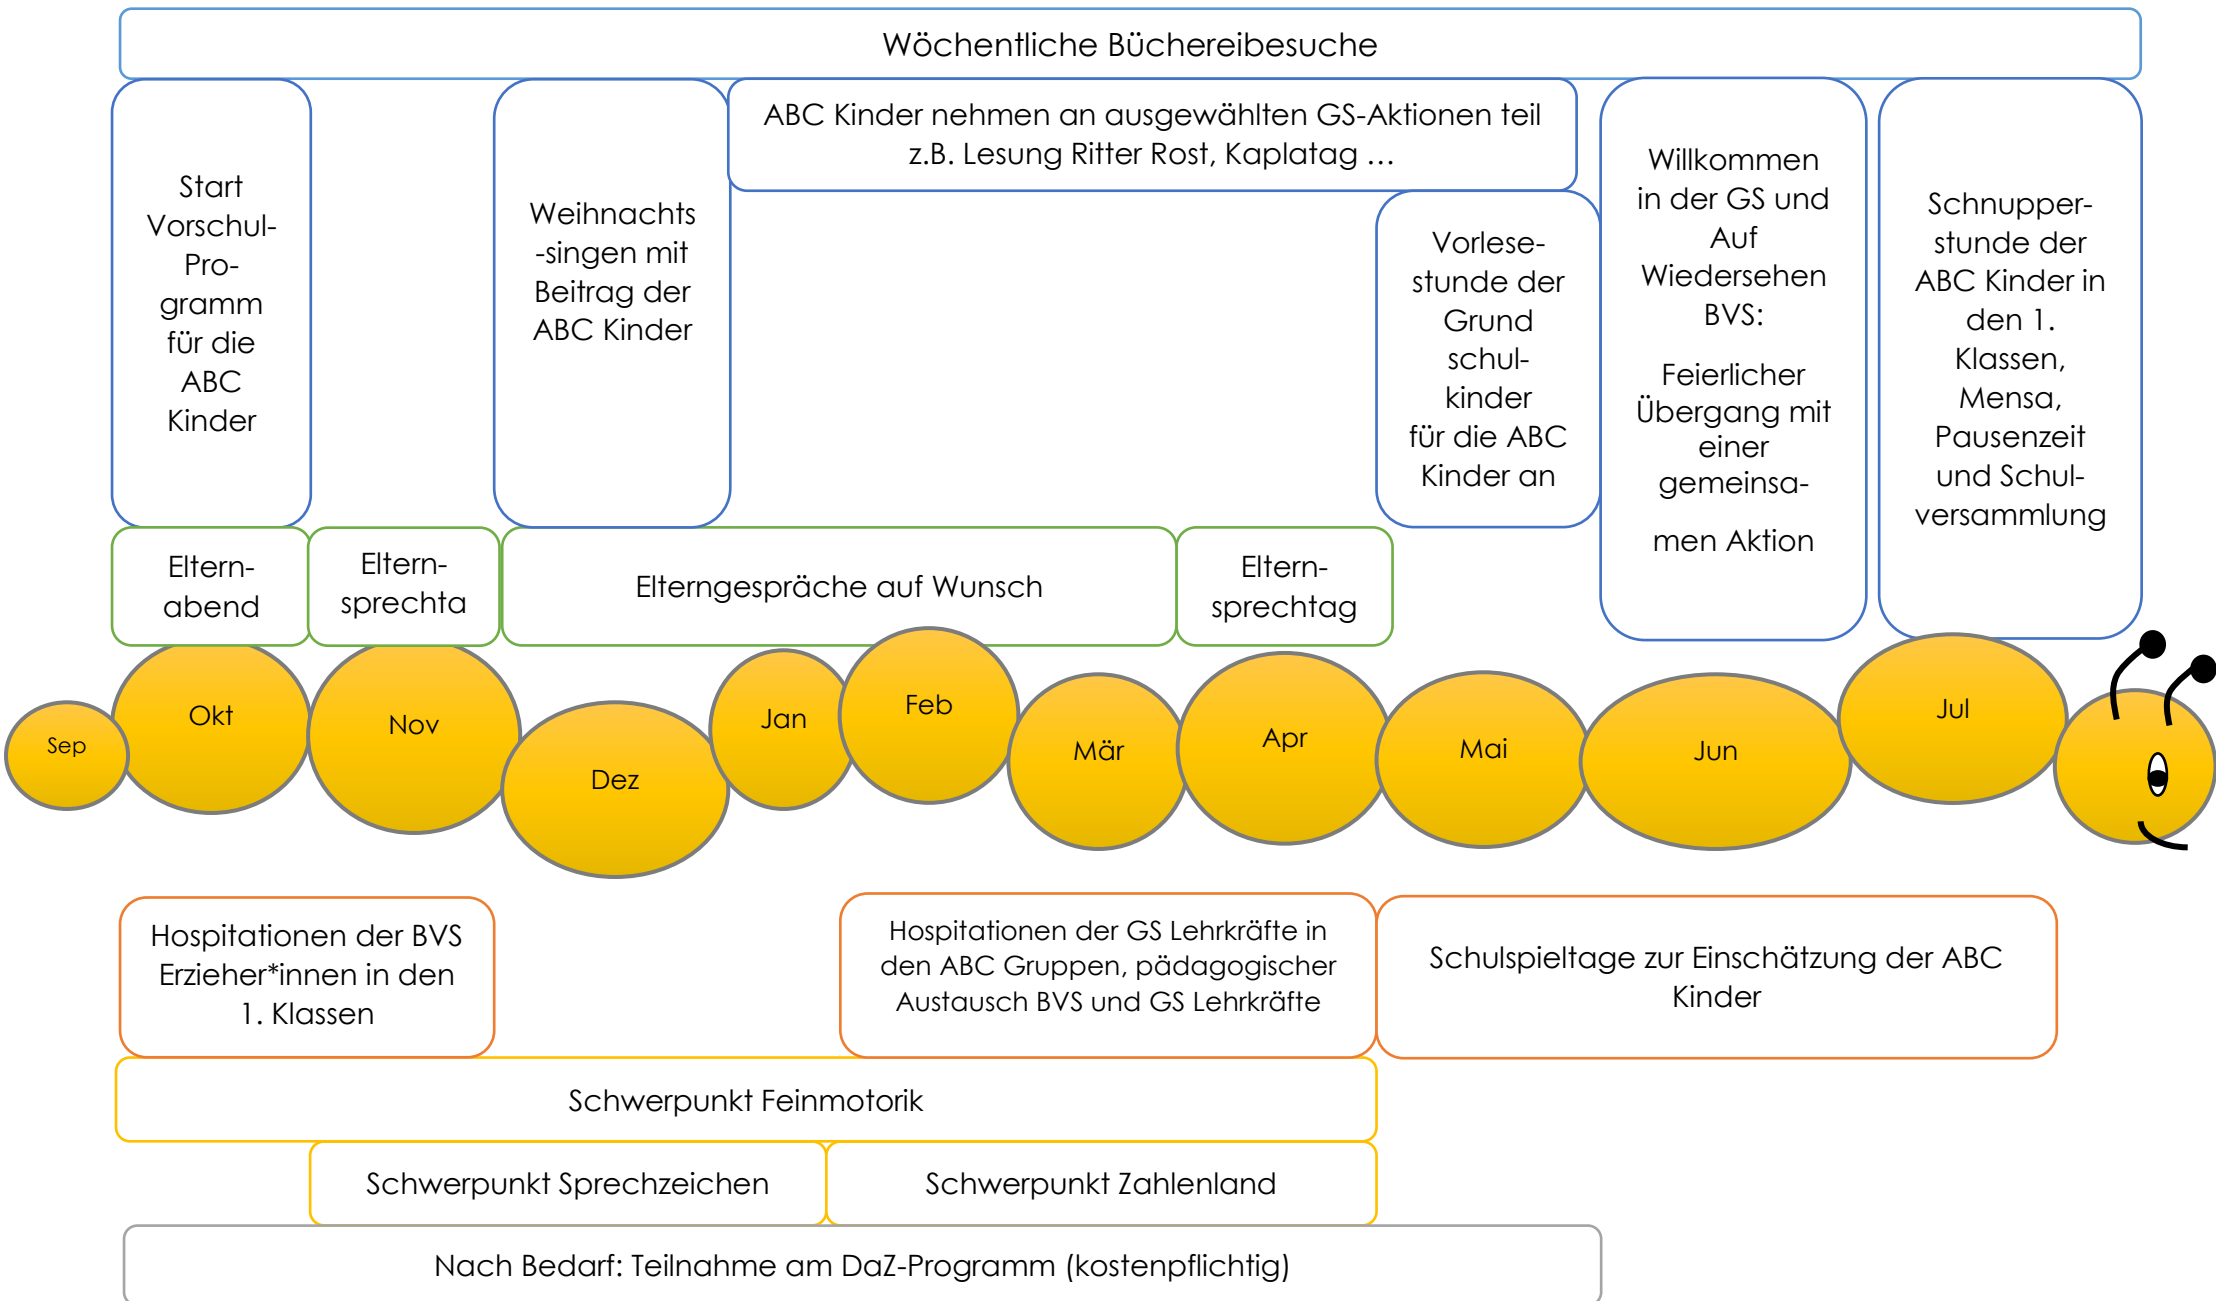 Wöchentliche Büchereibesuche
Start
Vorschul-
Pro-
gramm
für die
ABC
Kinder
Weihnachts
-singen mit
Beitrag der
ABC Kinder
ABC Kinder nehmen an ausgewählten GS-Aktionen teil
z.B. Lesung Ritter Rost, Kaplatag …
Vorlese-
stunde der
Grund
schul-
kinder
für die ABC
Kinder an
Willkommen
in der GS und
Auf
Wiedersehen
BVS:
Feierlicher
Übergang mit
einer
gemeinsa-
men Aktion
Schnupper-
stunde der
ABC Kinder in
den 1.
Klassen,
Mensa,
Pausenzeit
und Schul-
versammlung
Eltern-
abend
Eltern-
sprechta
Elterngespräche auf Wunsch
Eltern-
sprechtag
Sep
Okt
Nov
Dez
Jan
Feb
Mär
Apr
Mai
Jun
Jul
Hospitationen der BVS
Erzieher*innen in den
1. Klassen
Hospitationen der GS Lehrkräfte in
den ABC Gruppen, pädagogischer
Austausch BVS und GS Lehrkräfte
Schulspieltage zur Einschätzung der ABC
Kinder
Schwerpunkt Feinmotorik
Schwerpunkt Sprechzeichen
Schwerpunkt Zahlenland
Nach Bedarf: Teilnahme am DaZ-Programm (kostenpflichtig)